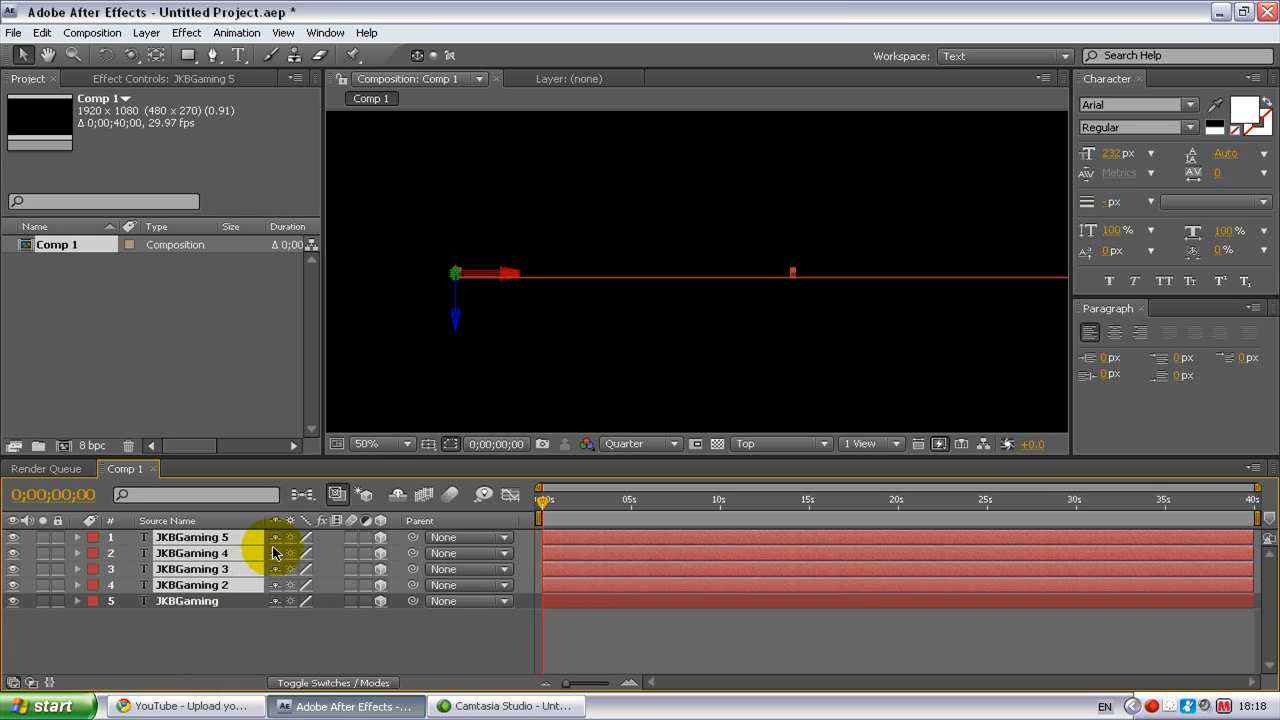 Adobe After Effects - Untitled Project.aep *
File Edit Composition Layer Effect Animation View Window Help
Workspace: Text Search Help
Project Effect Controls: JKBGaming 5 Composition: Comp 1 Layer: (none) Character
Comp 1
1920 x 1080 (480 x 270) (0.91)
Δ 0;00;40;00, 29.97 fps
Comp 1
Arial
Regular
232 px Auto
Metrics 0
- px
100 % 100 %
0 px 0 %
T T TT Tr T¹ T₁
Name Type Size Duration
Comp 1 Composition Δ 0;00
Paragraph
0 px 0 px 0 px
0 px 0 px
8 bpc
50% 0;00;00;00 Quarter Top 1 View +0.0
Render Queue Comp 1
0;00;00;00
00s 05s 10s 15s 20s 25s 30s 35s 40s
# Source Name fx Parent
1 T JKBGaming 5 None
2 T JKBGaming 4 None
3 T JKBGaming 3 None
4 T JKBGaming 2 None
5 T JKBGaming None
Toggle Switches / Modes
start YouTube - Upload yo... Adobe After Effects -... Camtasia Studio - Unt... EN 18:18